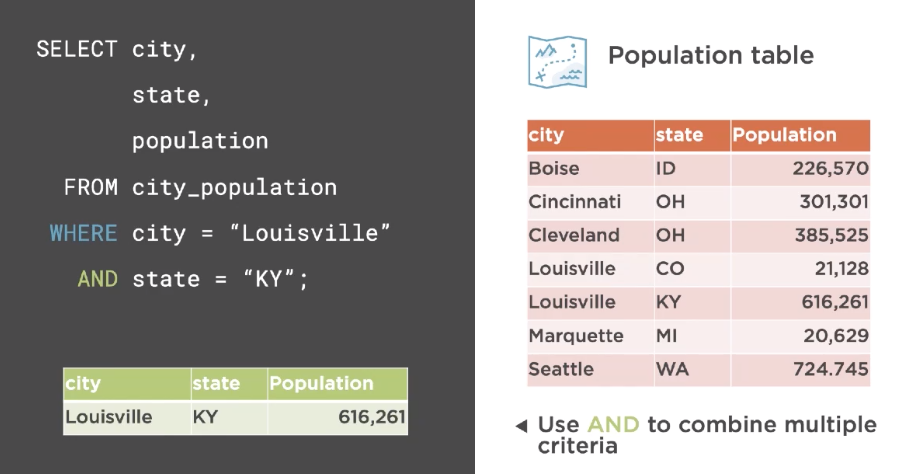 SELECT city,
state,
population
FROM city_population
WHERE city = “Louisville”
AND state = “KY”;
city state Population
Louisville KY 616,261
Population table
city state Population
Boise ID 226,570
Cincinnati OH 301,301
Cleveland OH 385,525
Louisville CO 21,128
Louisville KY 616,261
Marquette MI 20,629
Seattle WA 724.745
Use AND to combine multiple
criteria